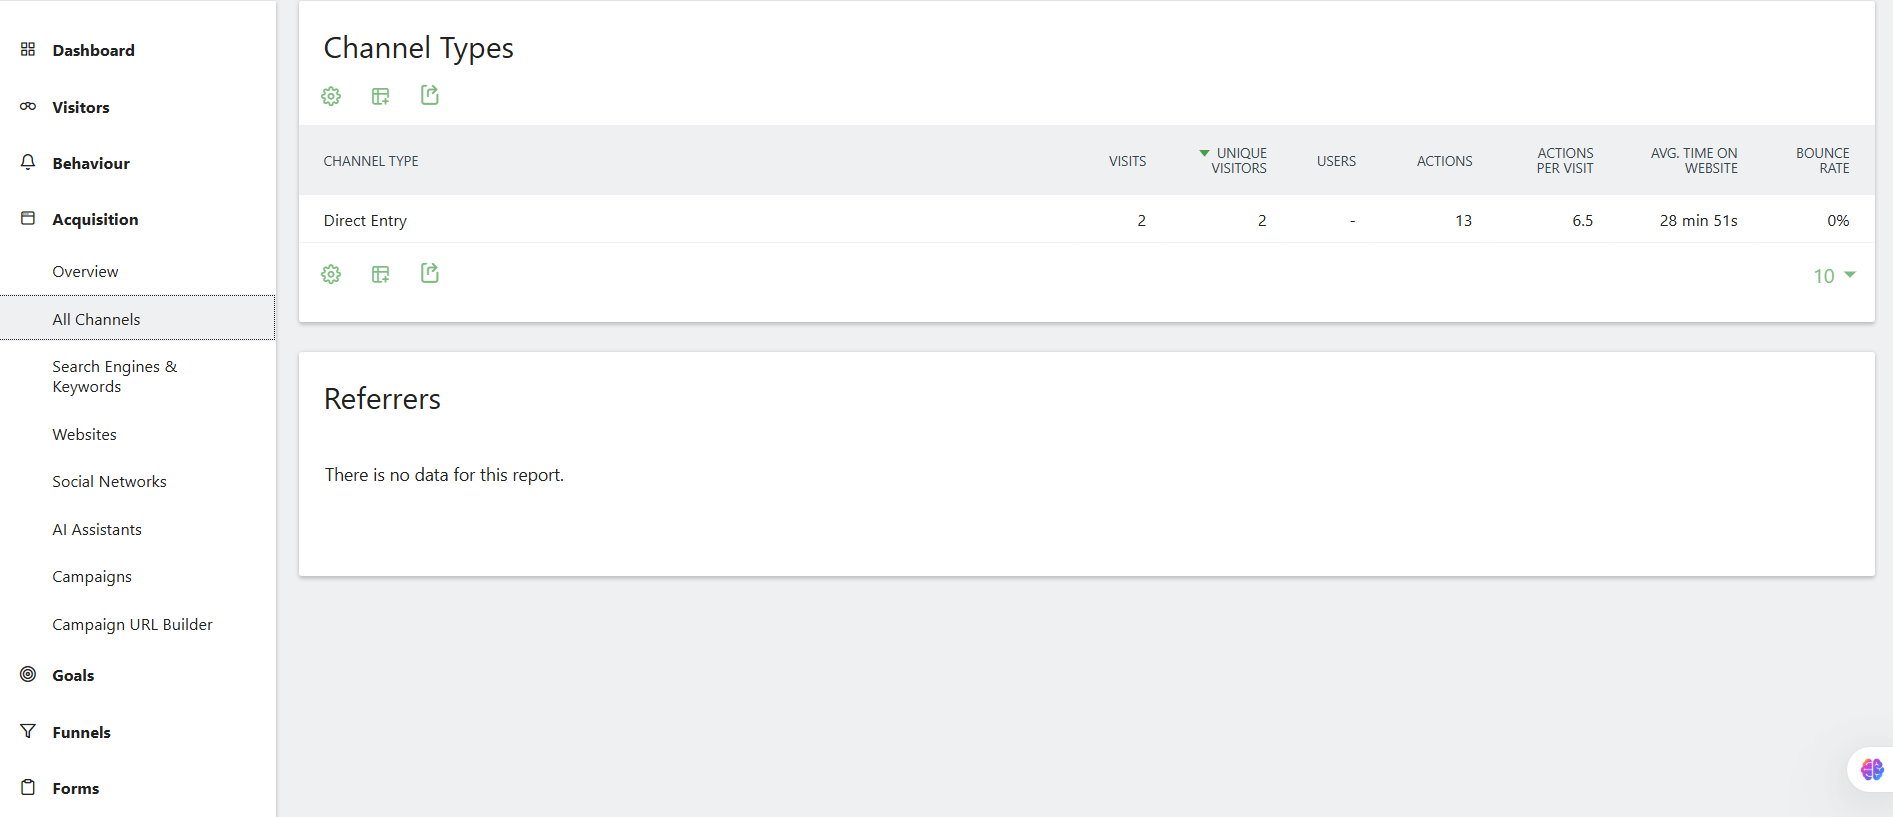 Dashboard
Visitors
Behaviour
Acquisition
Overview
All Channels
Search Engines &
Keywords
Websites
Social Networks
AI Assistants
Campaigns
Campaign URL Builder
Goals
Funnels
Forms
Channel Types
CHANNEL TYPE VISITS UNIQUE VISITORS USERS ACTIONS ACTIONS PER VISIT AVG. TIME ON WEBSITE BOUNCE RATE
Direct Entry 2 2 - 13 6.5 28 min 51s 0%
10
Referrers
There is no data for this report.